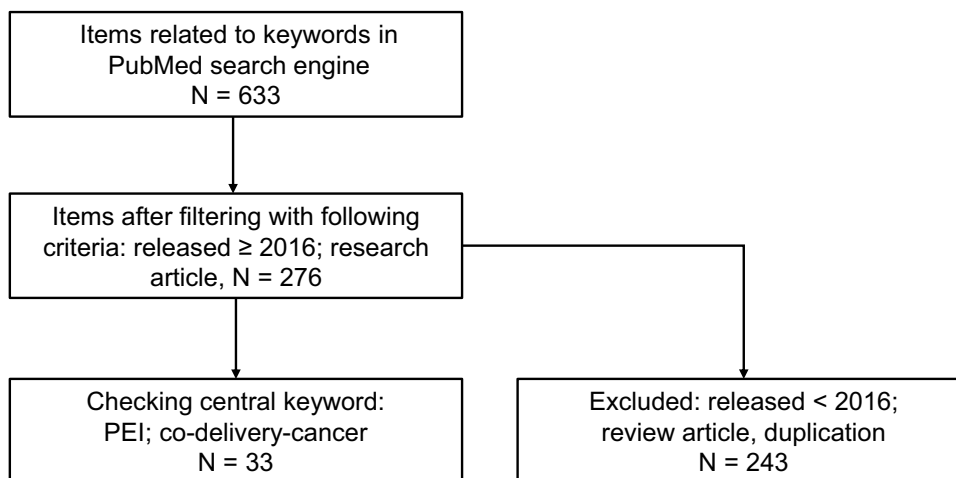 Items related to keywords in
PubMed search engine
N = 633
Items after filtering with following
criteria: released ≥ 2016; research
article, N = 276
Checking central keyword:
PEI; co-delivery-cancer
N = 33
Excluded: released < 2016;
review article, duplication
N = 243